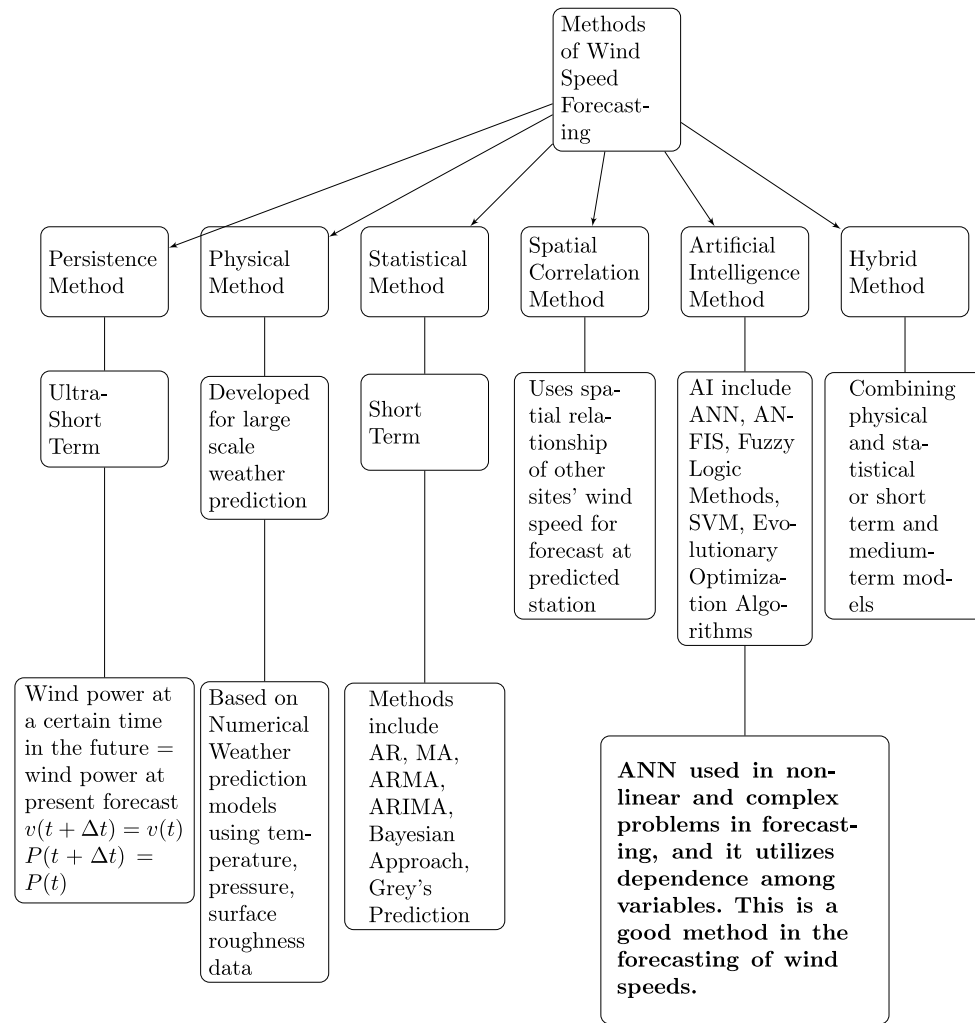 Methods
of Wind
Speed
Forecast-
ing
Persistence
Method
Physical
Method
Statistical
Method
Spatial
Correlation
Method
Artificial
Intelligence
Method
Hybrid
Method
Ultra-
Short
Term
Developed
for large
scale
weather
prediction
Short
Term
Uses spa-
tial re-
lationship
of other
sites’ wind
speed for
forecast at
predicted
station
AI include
ANN, AN-
FIS, Fuzzy
Logic
Methods,
SVM, Evo-
lutionary
Optimiza-
tion Algo-
rithms
Combining
physical
and sta-
tistical
or short
term and
medium-
term mod-
els
Wind power at
a certain time
in the future =
wind power at
present forecast
v(t + Δt) = v(t)
P(t + Δt) =
P(t)
Based on
Numerical
Weather
prediction
models
using tem-
perature,
pressure,
surface
roughness
data
Methods
include
AR, MA,
ARMA,
ARIMA,
Bayesian
Approach,
Grey’s
Prediction
ANN used in non-
linear and complex
problems in forecast-
ing, and it utilizes
dependence among
variables. This is a
good method in the
forecasting of wind
speeds.